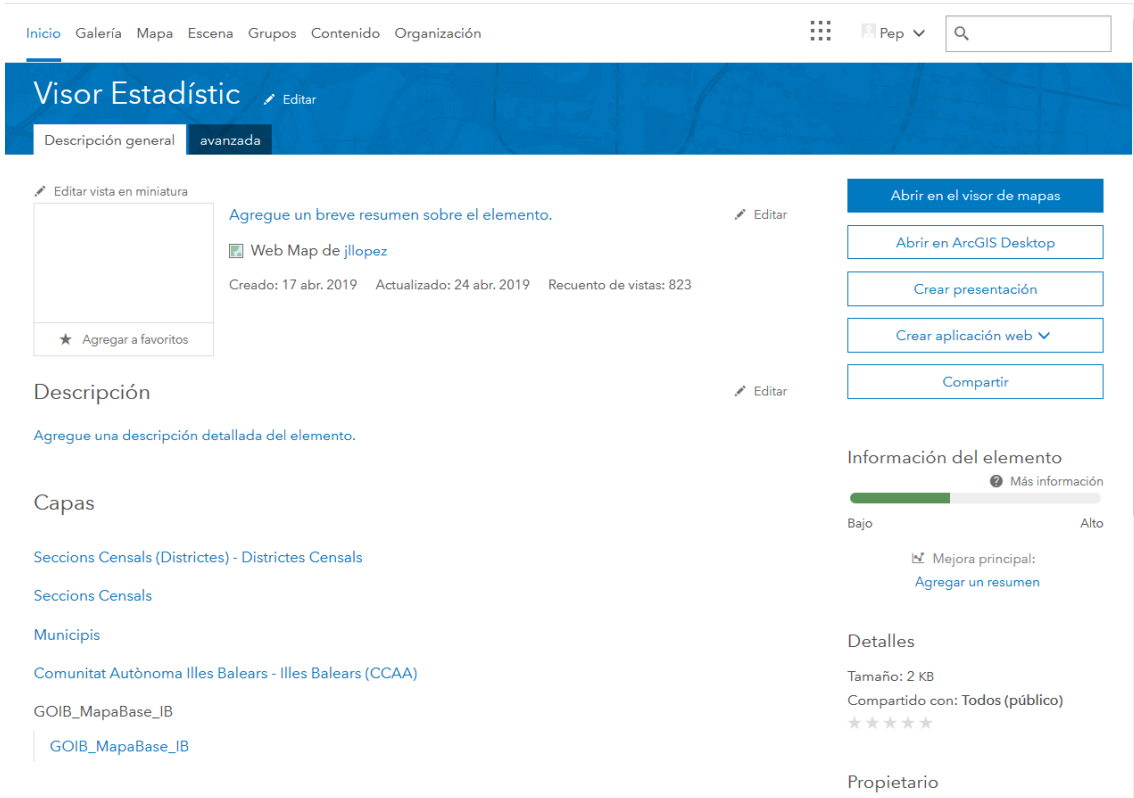 Inicio Galería Mapa Escena Grupos Contenido Organización Pep
Visor Estadístic Editar
Descripción general avanzada
Editar vista en miniatura
Agregue un breve resumen sobre el elemento. Editar
Web Map de jllopez
Creado: 17 abr. 2019 Actualizado: 24 abr. 2019 Recuento de vistas: 823
Agregar a favoritos
Descripción Editar
Agregue una descripción detallada del elemento.
Capas
Seccions Censals (Districtes) - Districtes Censals
Seccions Censals
Municipis
Comunitat Autònoma Illes Balears - Illes Balears (CCAA)
GOIB_MapaBase_IB
GOIB_MapaBase_IB
Abrir en el visor de mapas
Abrir en ArcGIS Desktop
Crear presentación
Crear aplicación web
Compartir
Información del elemento
Más información
Bajo Alto
Mejora principal:
Agregar un resumen
Detalles
Tamaño: 2 KB
Compartido con: Todos (público)
Propietario